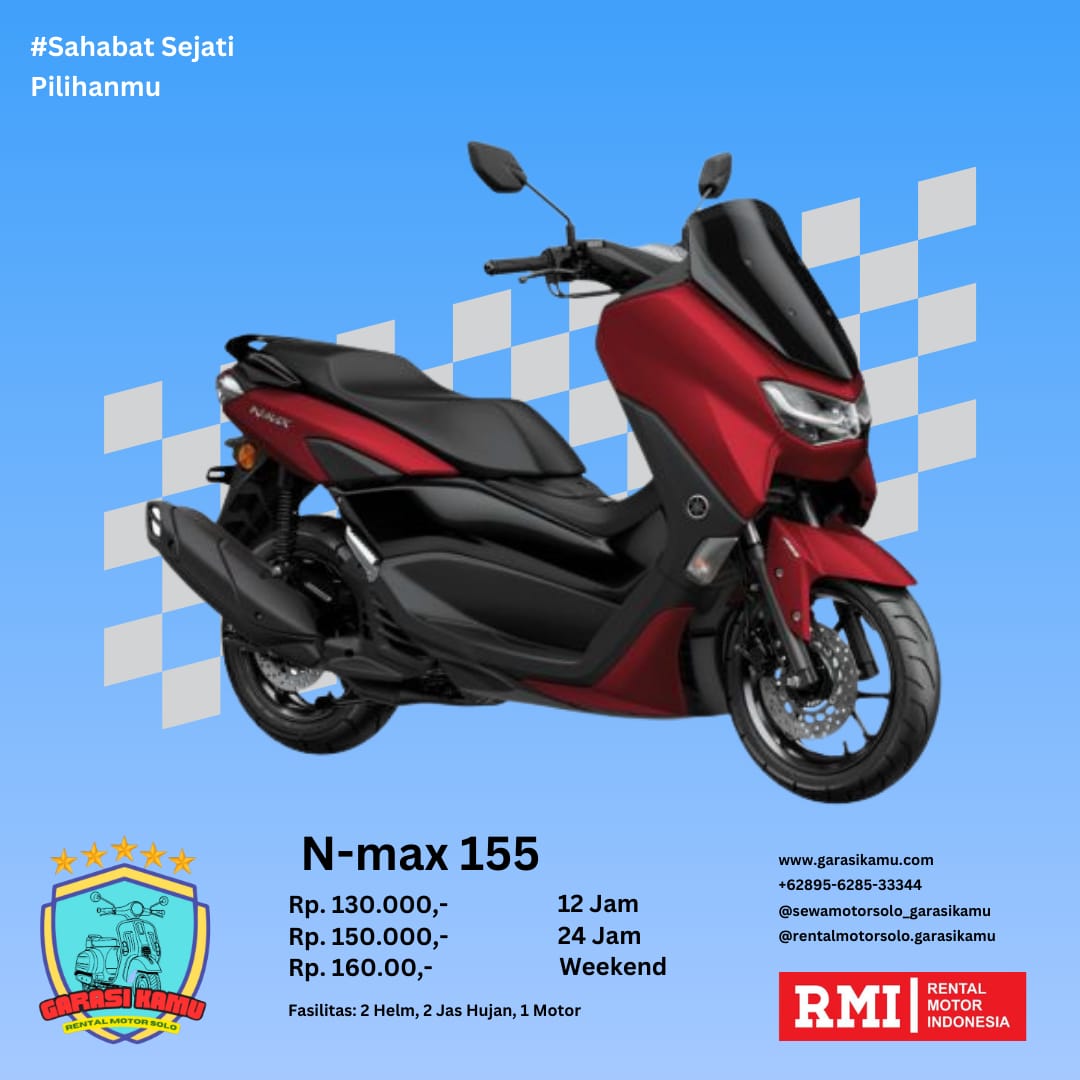 #Sahabat Sejati
Pilihanmu
NMAX
N-max 155
Rp. 130.000,- 12 Jam
Rp. 150.000,- 24 Jam
Rp. 160.00,- Weekend
Fasilitas: 2 Helm, 2 Jas Hujan, 1 Motor
www.garasikamu.com
+62895-6285-33344
@sewamotorsolo_garasikamu
@rentalmotorsolo.garasikamu
GARASI KAMU
RENTAL MOTOR SOLO
RMI
RENTAL
MOTOR
INDONESIA